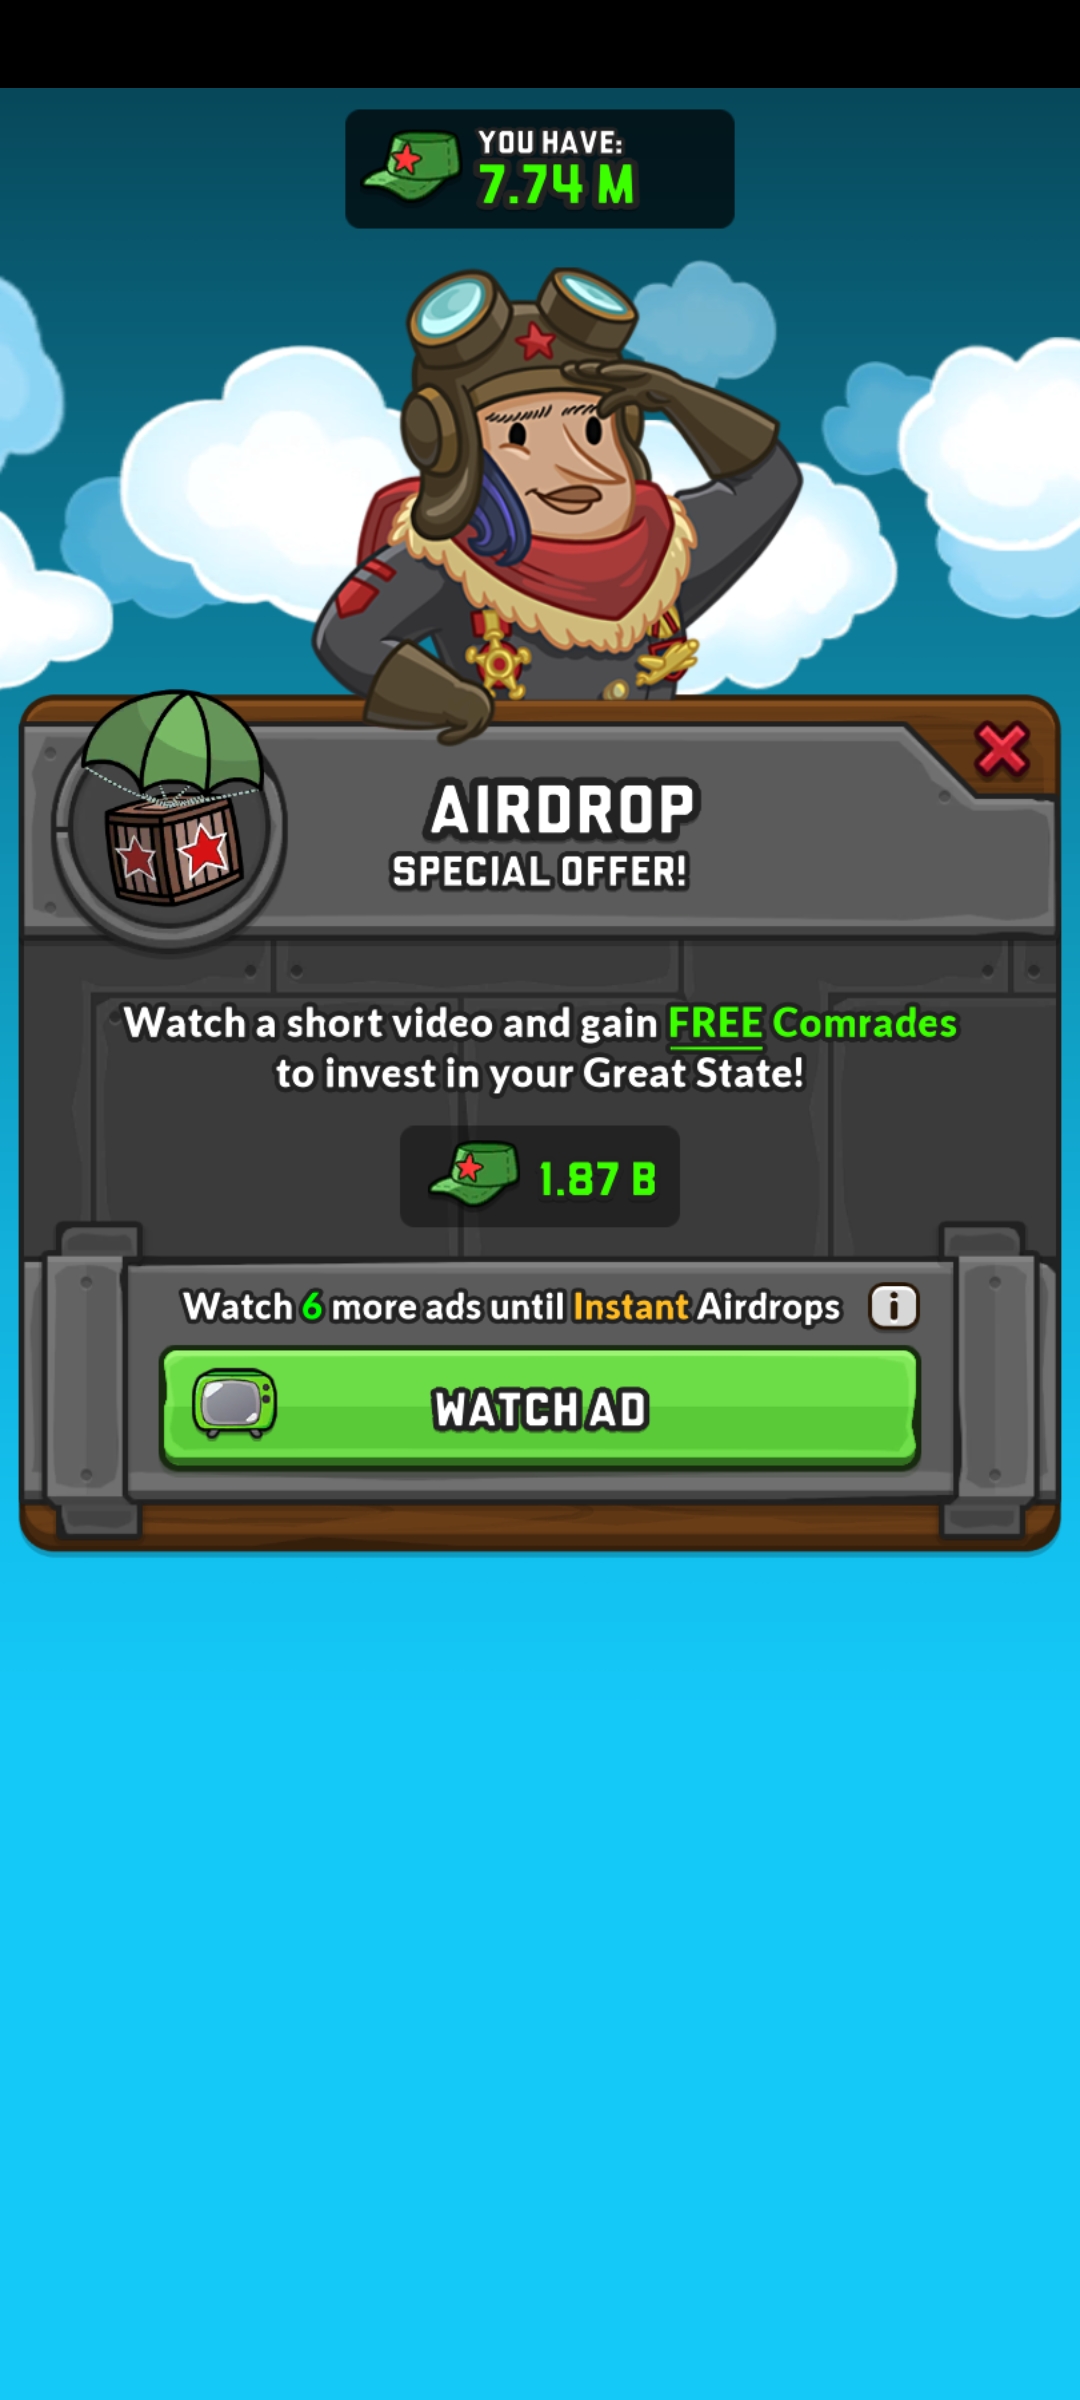 YOU HAVE:
7.74 M
AIRDROP
SPECIAL OFFER!
Watch a short video and gain FREE Comrades
to invest in your Great State!
1.87 B
Watch 6 more ads until Instant Airdrops
i
WATCH AD